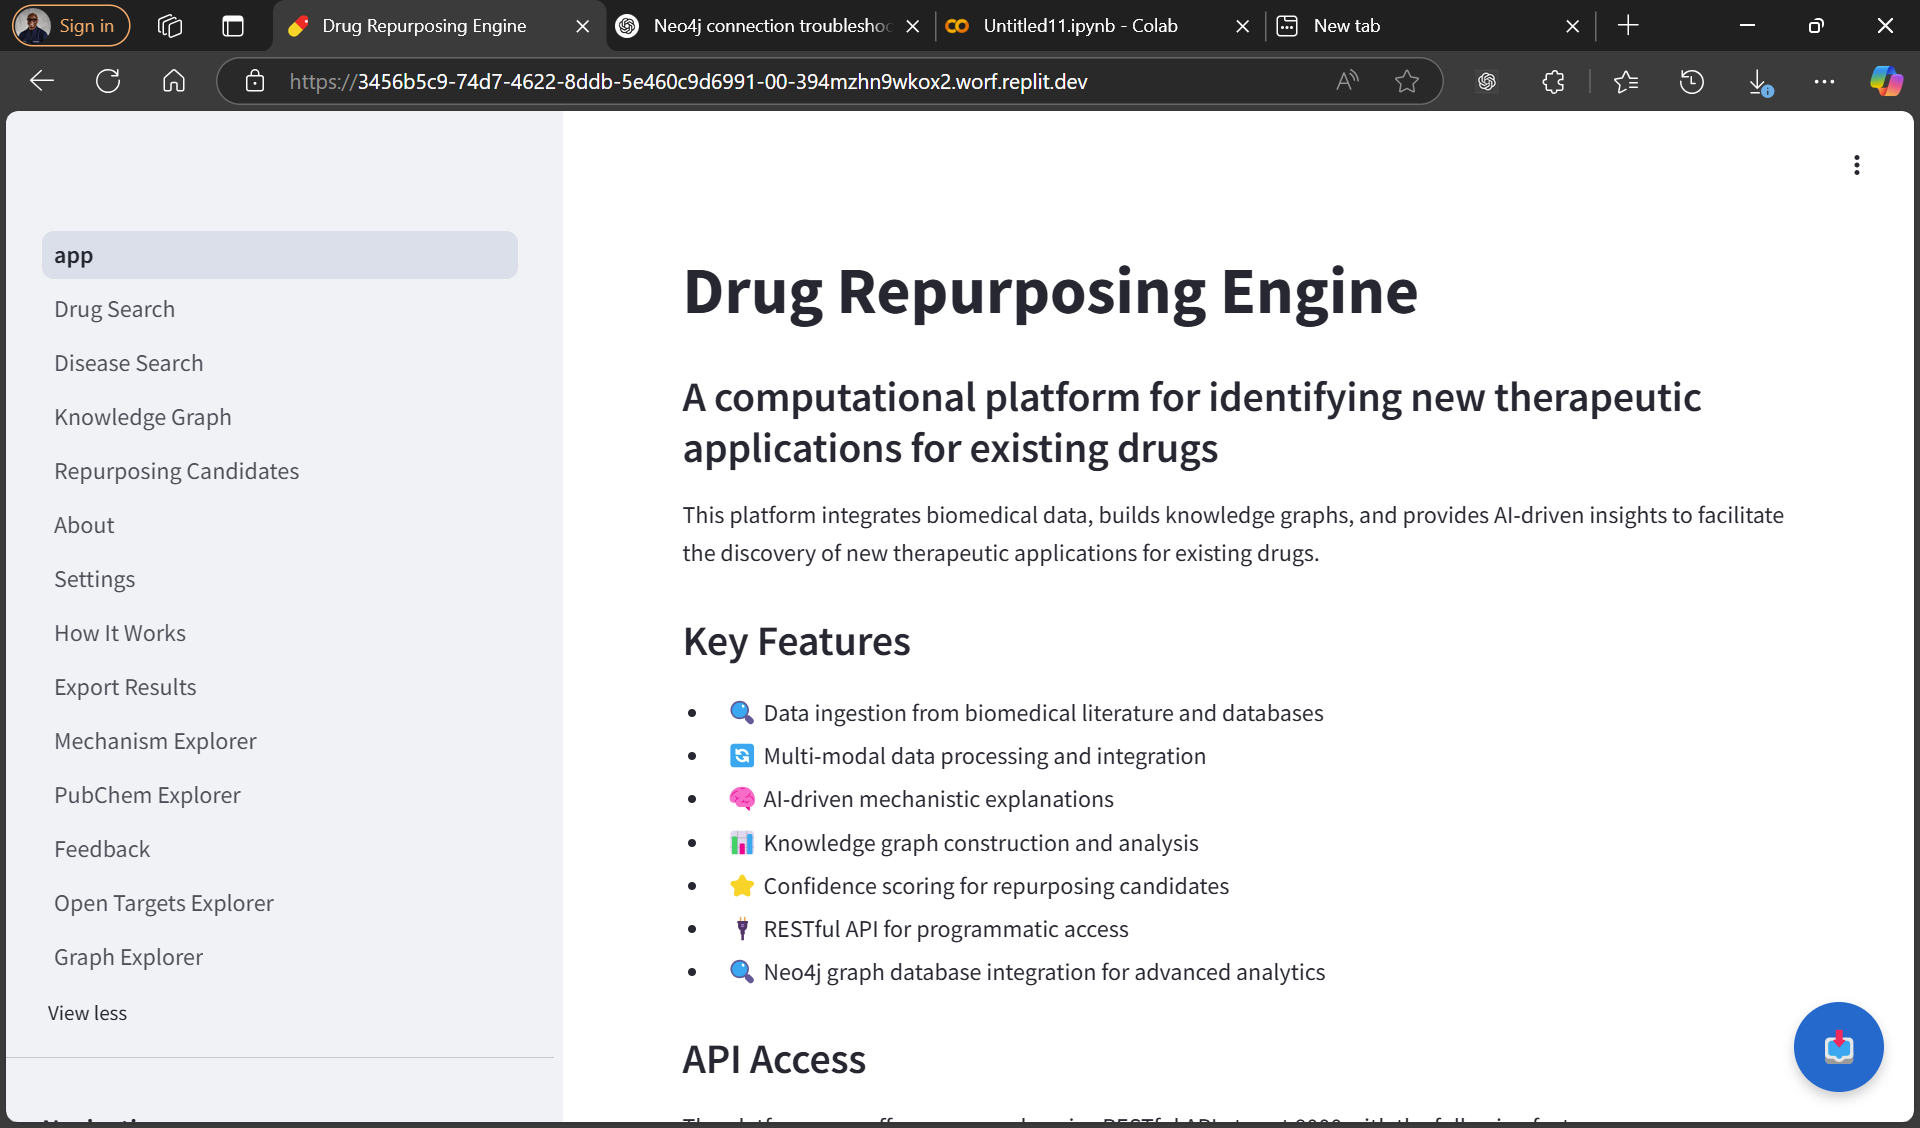 Sign in
Drug Repurposing Engine
Neo4j connection troubleshoo
Untitled11.ipynb - Colab
New tab
https://3456b5c9-74d7-4622-8ddb-5e460c9d6991-00-394mzhn9wkox2.worf.replit.dev
app
Drug Search
Disease Search
Knowledge Graph
Repurposing Candidates
About
Settings
How It Works
Export Results
Mechanism Explorer
PubChem Explorer
Feedback
Open Targets Explorer
Graph Explorer
View less
Drug Repurposing Engine
A computational platform for identifying new therapeutic
applications for existing drugs
This platform integrates biomedical data, builds knowledge graphs, and provides AI-driven insights to facilitate
the discovery of new therapeutic applications for existing drugs.
Key Features
Data ingestion from biomedical literature and databases
Multi-modal data processing and integration
AI-driven mechanistic explanations
Knowledge graph construction and analysis
Confidence scoring for repurposing candidates
RESTful API for programmatic access
Neo4j graph database integration for advanced analytics
API Access